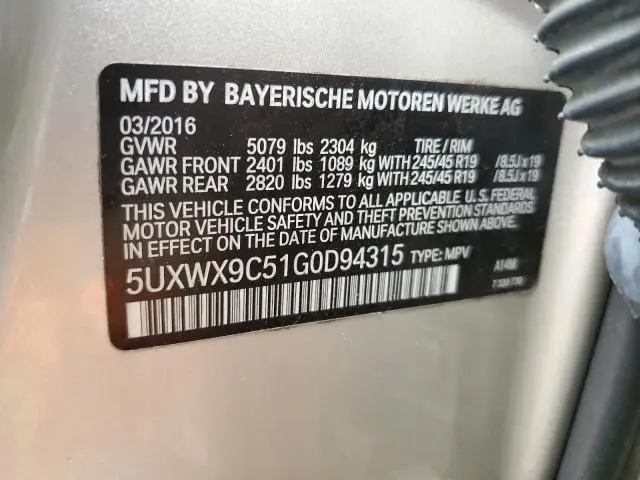 MFD BY BAYERISCHE MOTOREN WERKE AG
03/2016
GVWR 5079 lbs 2304 kg TIRE / RIM
GAWR FRONT 2401 lbs 1089 kg WITH 245/45 R19 / 8.5J x 19
GAWR REAR 2820 lbs 1279 kg WITH 245/45 R19 / 8.5J x 19
THIS VEHICLE CONFORMS TO ALL APPLICABLE U.S. FEDERAL
MOTOR VEHICLE SAFETY AND THEFT PREVENTION STANDARDS
IN EFFECT ON THE DATE OF MANUFACTURE SHOWN ABOVE.
5UXWX9C51G0D94315 TYPE: MPV